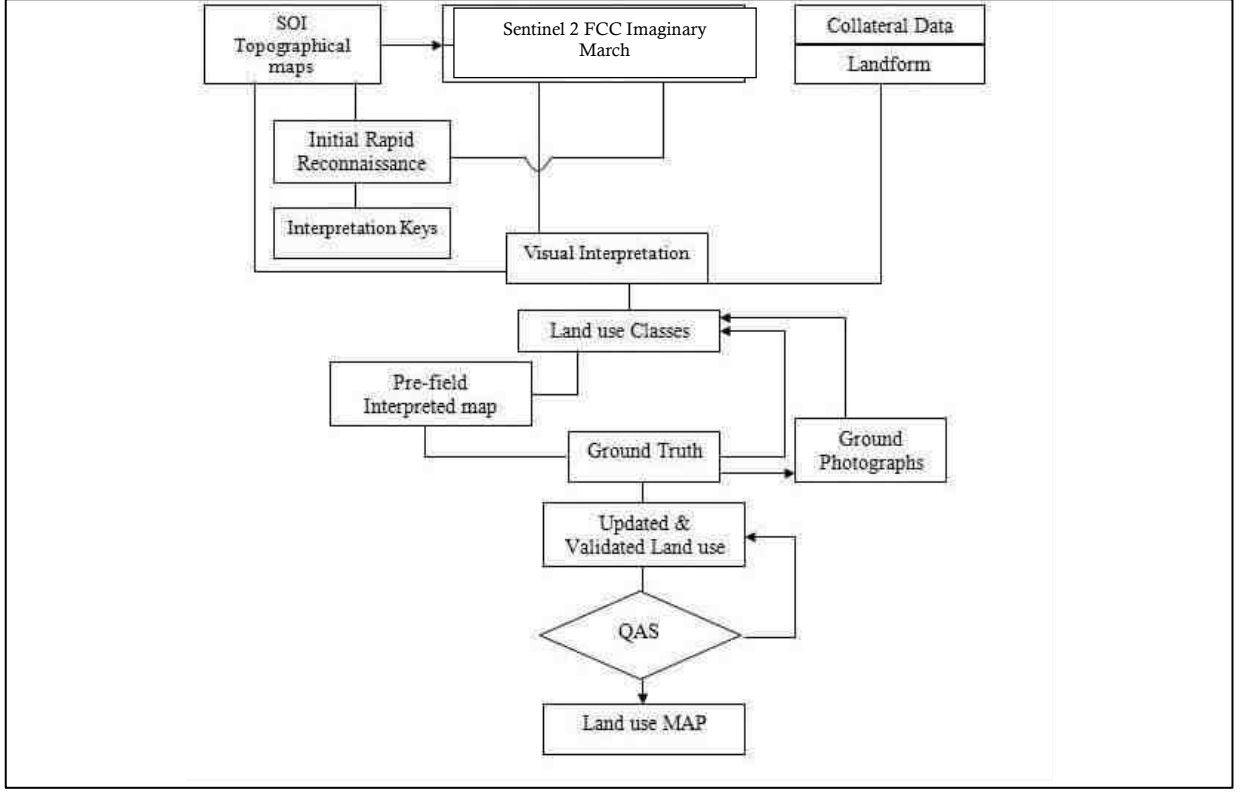 SOI
Topographical
maps
Sentinel 2 FCC Imaginary
March
Collateral Data
Landform
Initial Rapid
Reconnaissance
Interpretation Keys
Visual Interpretation
Land use Classes
Pre-field
Interpreted map
Ground Truth
Ground
Photographs
Updated &
Validated Land use
QAS
Land use MAP